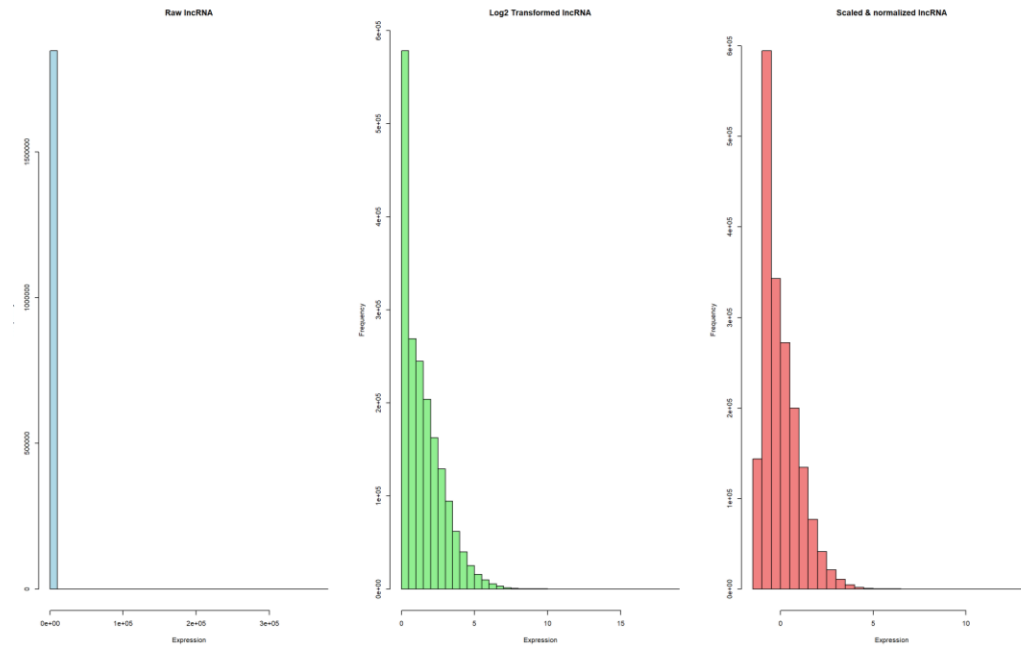 Raw lncRNA
1500000
1000000
500000
0
0e+00 1e+05 2e+05 3e+05
Expression
Log2 Transformed lncRNA
Frequency
6e+05
5e+05
4e+05
3e+05
2e+05
1e+05
0e+00
0 5 10 15
Expression
Scaled & normalized lncRNA
Frequency
6e+05
5e+05
4e+05
3e+05
2e+05
1e+05
0e+00
0 5 10
Expression